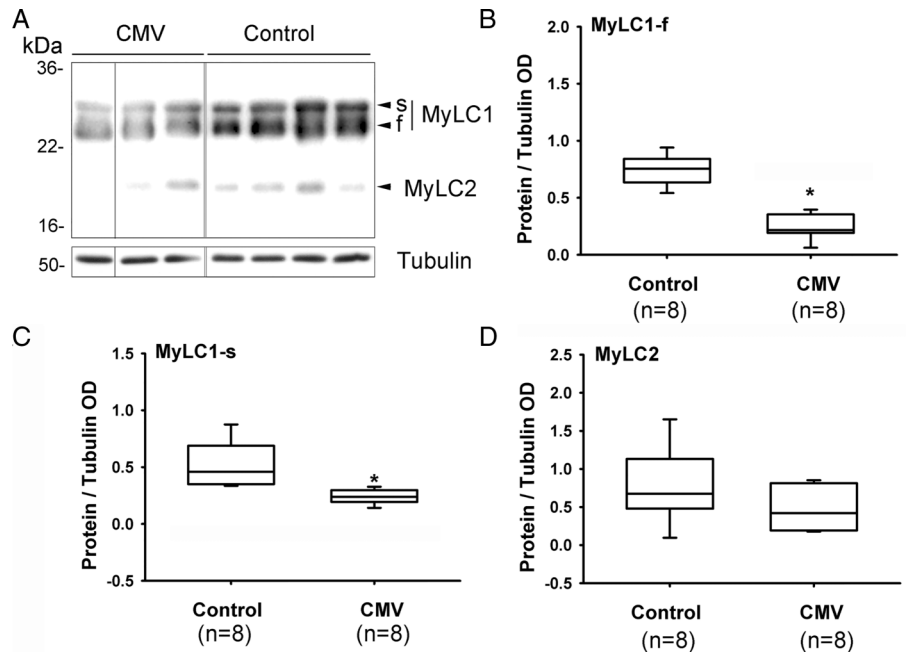 A
CMV
Control
kDa
36-
22-
16-
50-
s
f
MyLC1
MyLC2
Tubulin
B
MyLC1-f
Protein / Tubulin OD
2.0
1.5
1.0
0.5
0.0
*
Control
CMV
(n=8)
(n=8)
C
MyLC1-s
Protein / Tubulin OD
1.5
1.0
0.5
0.0
-0.5
*
Control
CMV
(n=8)
(n=8)
D
MyLC2
Protein / Tubulin OD
2.5
2.0
1.5
1.0
0.5
0.0
-0.5
Control
CMV
(n=8)
(n=8)